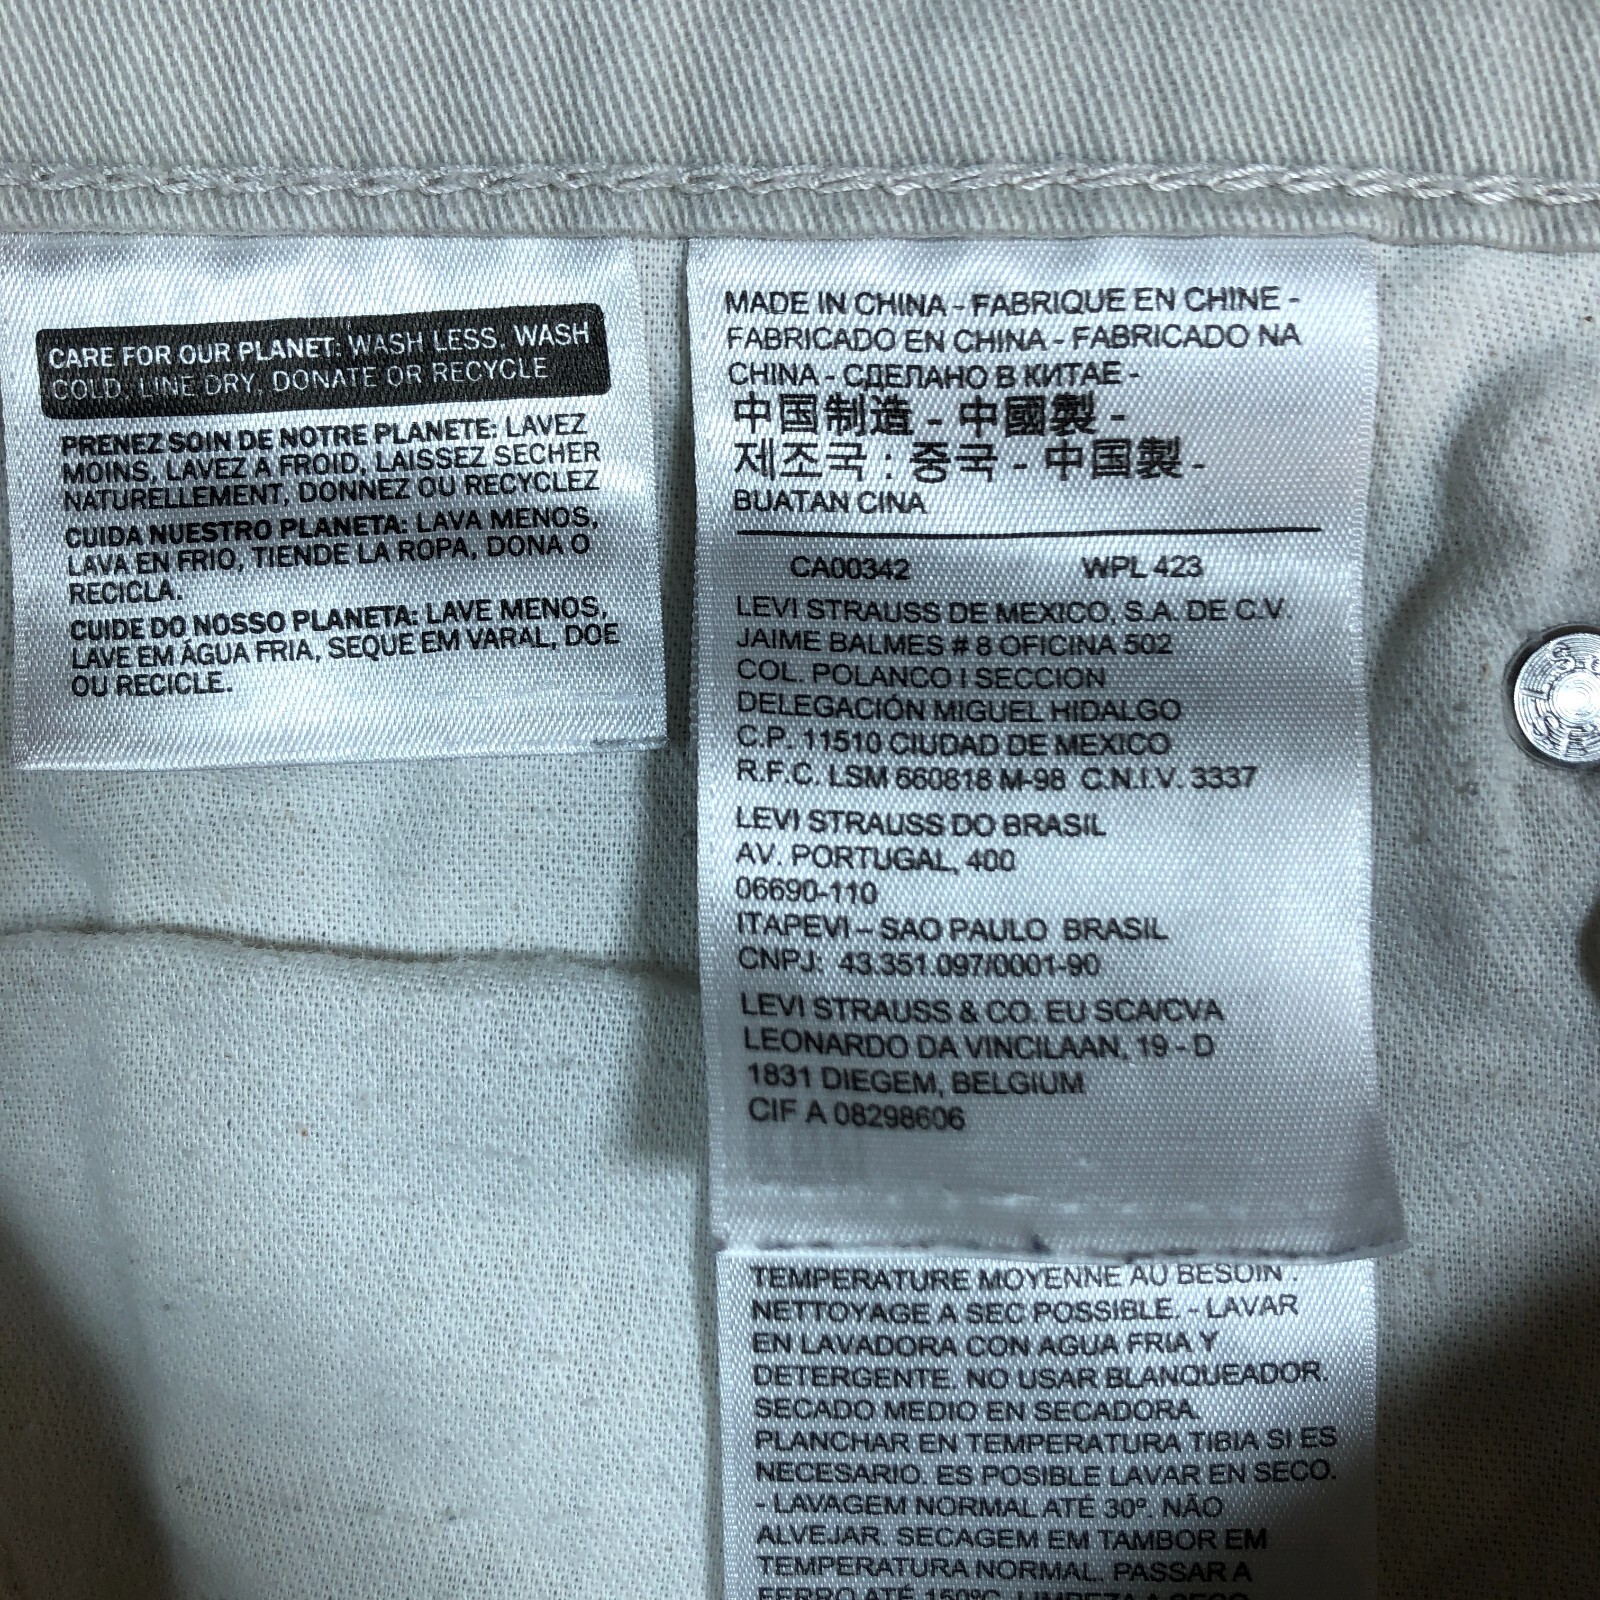 CARE FOR OUR PLANET: WASH LESS, WASH
COLD, LINE DRY, DONATE OR RECYCLE
PRENEZ SOIN DE NOTRE PLANETE: LAVEZ
MOINS, LAVEZ A FROID, LAISSEZ SECHER
NATURELLEMENT, DONNEZ OU RECYCLEZ
CUIDA NUESTRO PLANETA: LAVA MENOS,
LAVA EN FRIO, TIENDE LA ROPA, DONA O
RECICLA.
CUIDE DO NOSSO PLANETA: LAVE MENOS,
LAVE EM ÁGUA FRIA, SEQUE EM VARAL, DOE
OU RECICLE.
MADE IN CHINA - FABRIQUE EN CHINE -
FABRICADO EN CHINA - FABRICADO NA
CHINA - СДЕЛАНО В КИТАЕ -
中国制造 - 中國製 -
제조국 : 중국 - 中国製 -
BUATAN CINA
CA00342 WPL 423
LEVI STRAUSS DE MEXICO, S.A. DE C.V
JAIME BALMES # 8 OFICINA 502
COL. POLANCO I SECCION
DELEGACIÓN MIGUEL HIDALGO
C.P. 11510 CIUDAD DE MEXICO
R.F.C. LSM 660818 M-98 C.N.I.V. 3337
LEVI STRAUSS DO BRASIL
AV. PORTUGAL, 400
06690-110
ITAPEVI – SAO PAULO BRASIL
CNPJ: 43.351.097/0001-90
LEVI STRAUSS & CO. EU SCA/CVA
LEONARDO DA VINCILAAN, 19 - D
1831 DIEGEM, BELGIUM
CIF A 08298606
TEMPERATURE MOYENNE AU BESOIN .
NETTOYAGE A SEC POSSIBLE. - LAVAR
EN LAVADORA CON AGUA FRIA Y
DETERGENTE. NO USAR BLANQUEADOR.
SECADO MEDIO EN SECADORA.
PLANCHAR EN TEMPERATURA TIBIA SI ES
NECESARIO. ES POSIBLE LAVAR EN SECO.
- LAVAGEM NORMAL ATÉ 30º. NÃO
ALVEJAR. SECAGEM EM TAMBOR EM
TEMPERATURA NORMAL. PASSAR A
FERRO ATÉ 150ºC. LIMPEZA A SECO